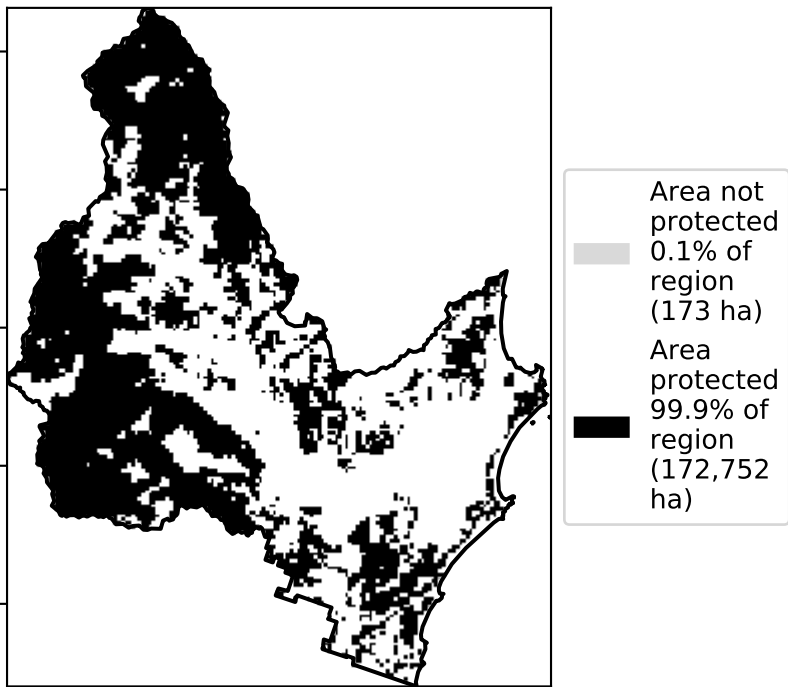 Area not
protected
0.1% of
region
(173 ha)
Area
protected
99.9% of
region
(172,752
ha)